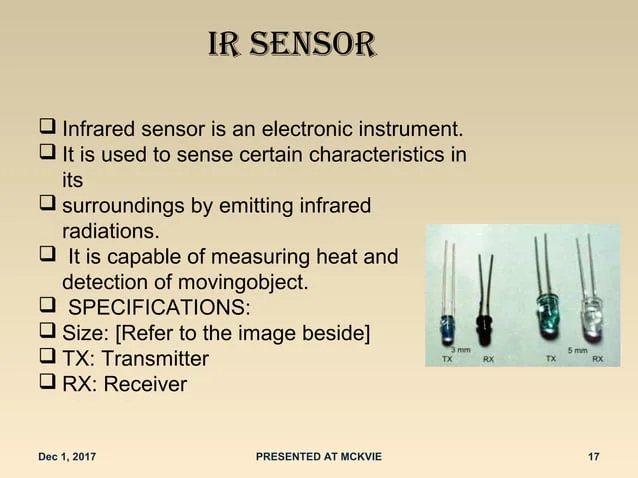 IR SENSOR
❑ Infrared sensor is an electronic instrument.
❑ It is used to sense certain characteristics in
its
❑ surroundings by emitting infrared
radiations.
❑ It is capable of measuring heat and
detection of movingobject.
❑ SPECIFICATIONS:
❑ Size: [Refer to the image beside]
❑ TX: Transmitter
❑ RX: Receiver
3 mm
TX RX
5 mm
TX RX
Dec 1, 2017 PRESENTED AT MCKVIE 17